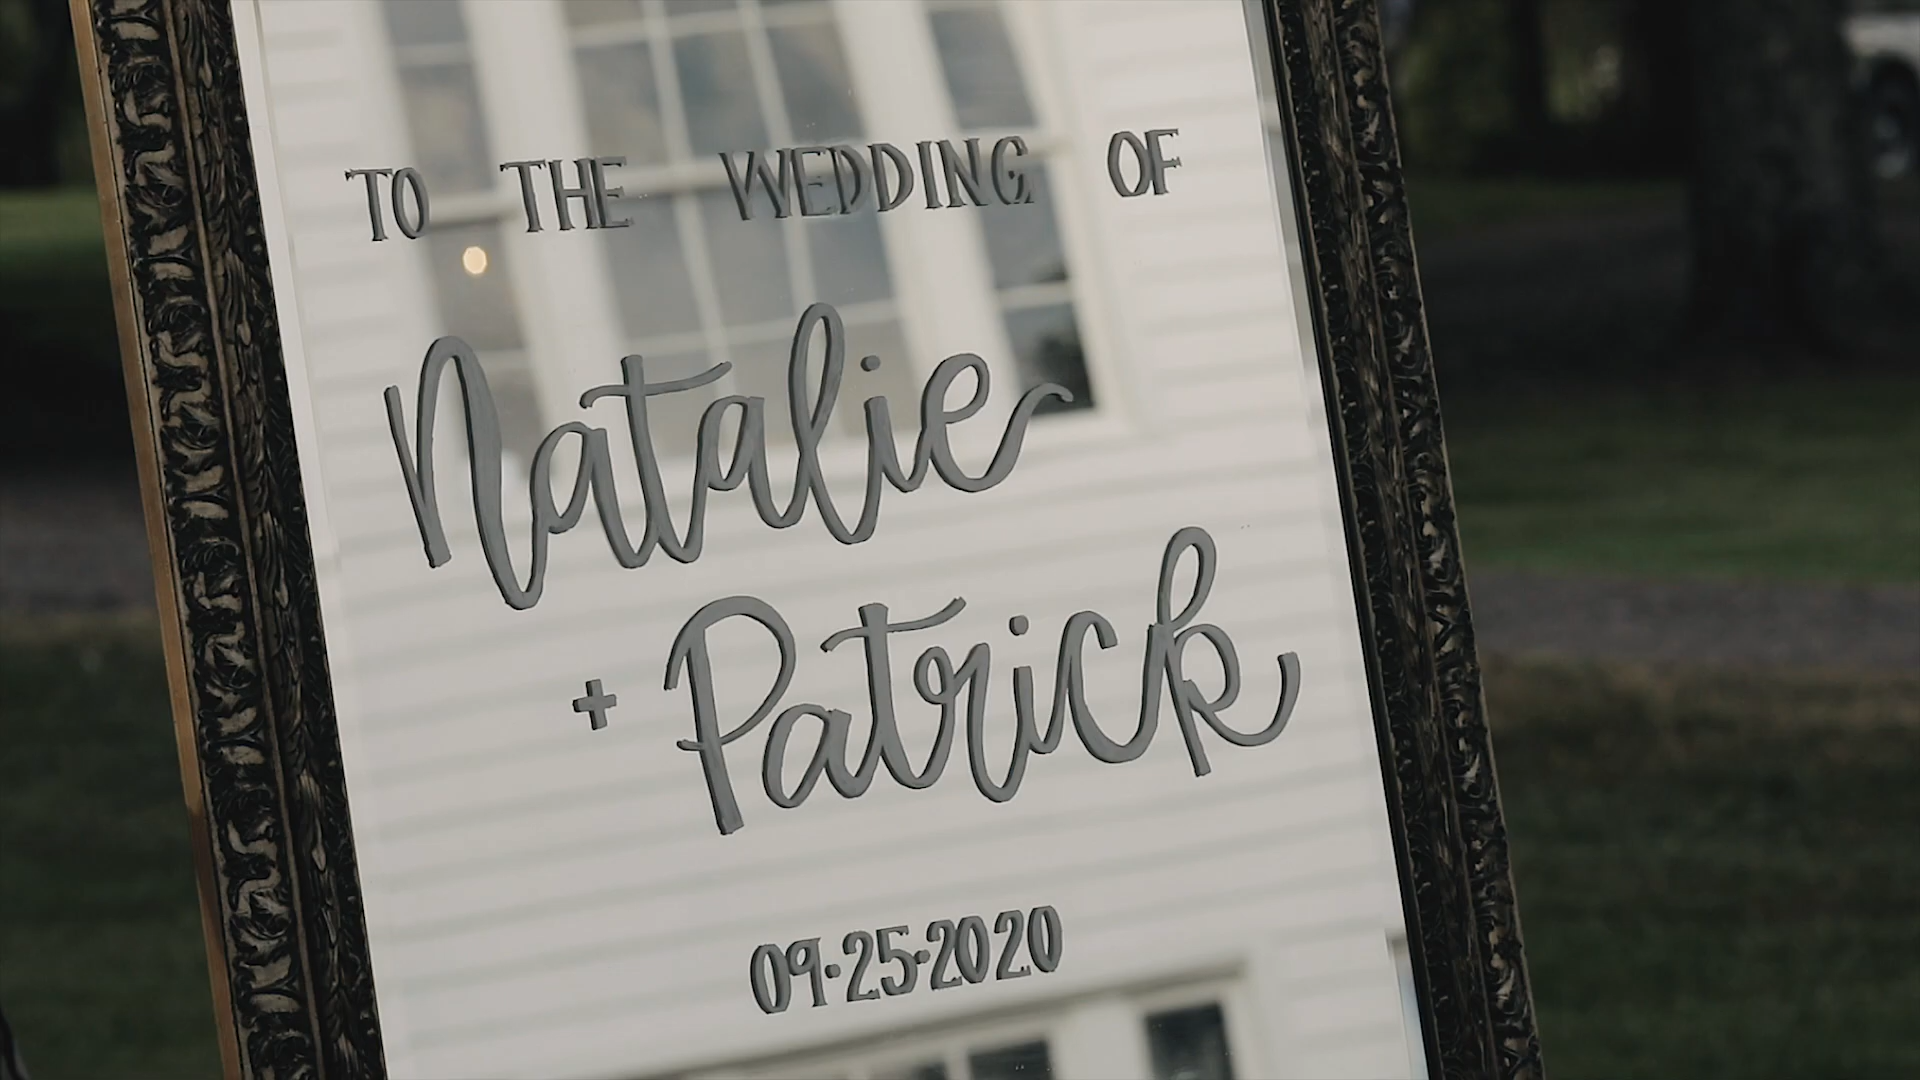 TO THE WEDDING OF
Natalie
+ Patrick
09·25·2020